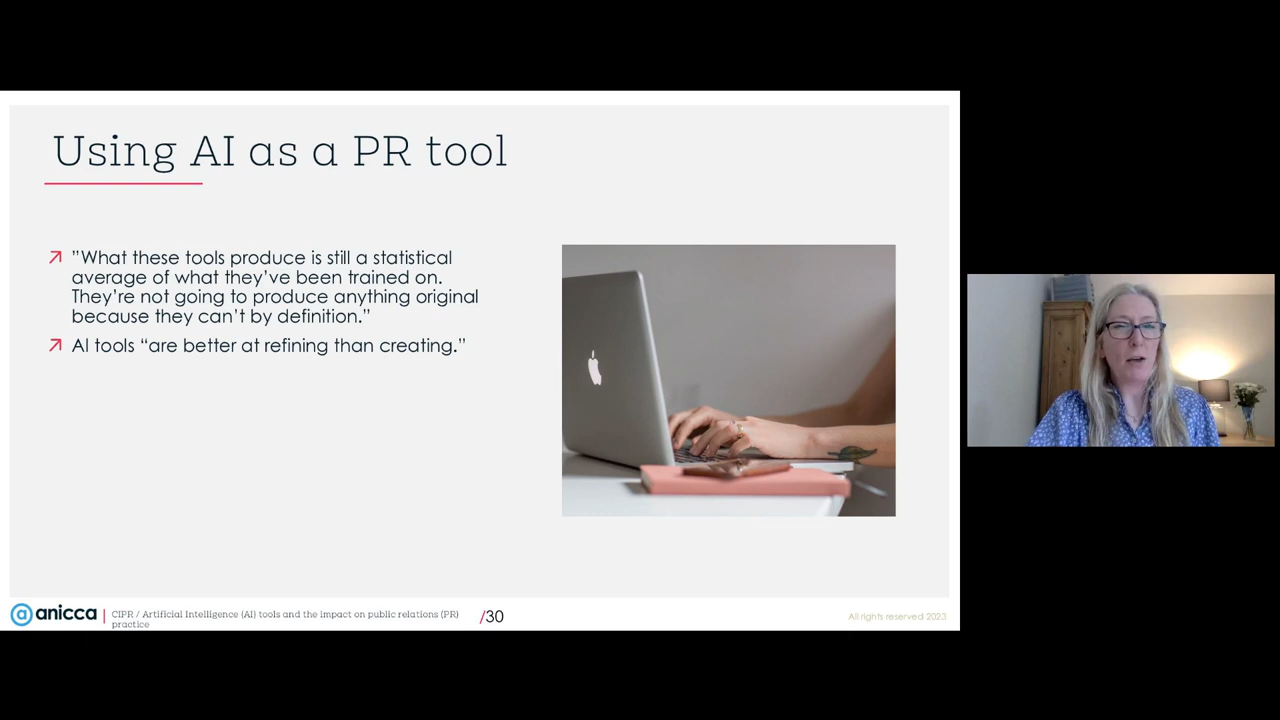 Using AI as a PR tool
”What these tools produce is still a statistical
average of what they’ve been trained on.
They’re not going to produce anything original
because they can’t by definition.”
AI tools “are better at refining than creating.”
@ anicca
CIPR / Artificial Intelligence (AI) tools and the impact on public relations (PR)
practice
/30
All rights reserved 2023